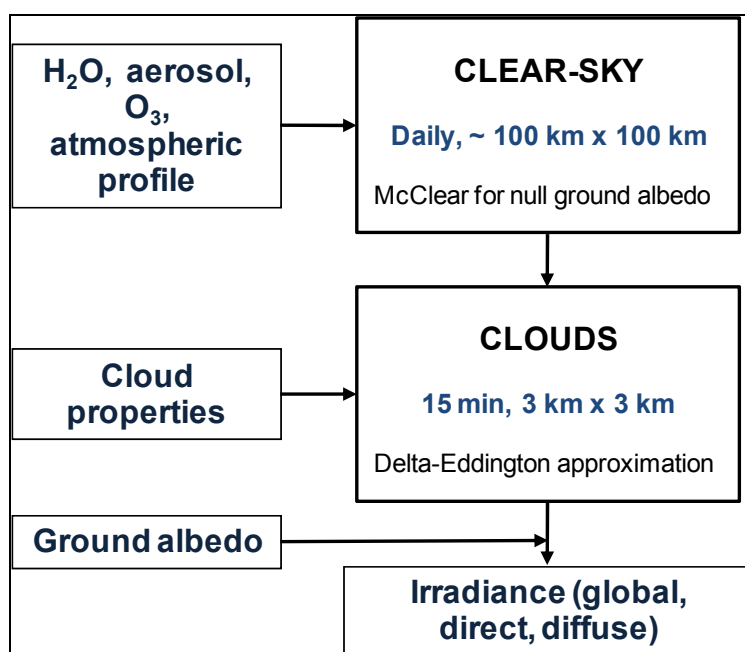 H₂O, aerosol,
O₃,
atmospheric
profile
CLEAR-SKY
Daily, ~ 100 km x 100 km
McClear for null ground albedo
Cloud
properties
CLOUDS
15 min, 3 km x 3 km
Delta-Eddington approximation
Ground albedo
Irradiance (global,
direct, diffuse)